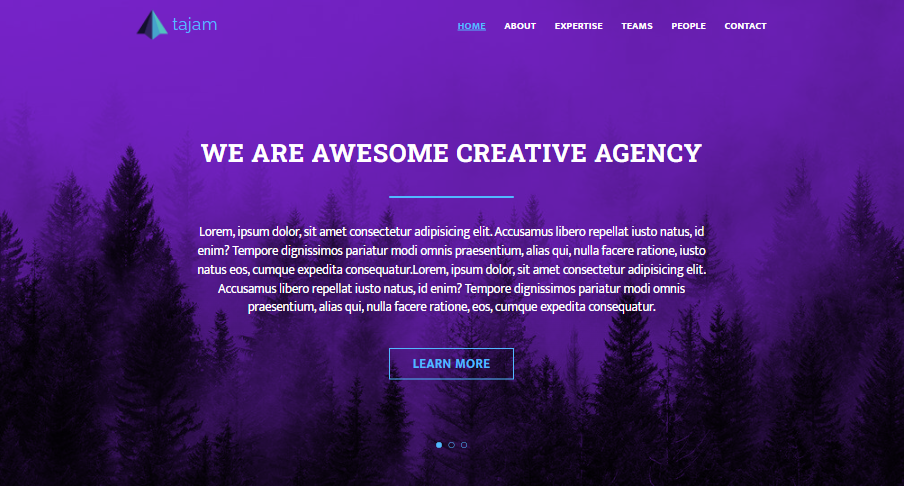 tajam
HOME ABOUT EXPERTISE TEAMS PEOPLE CONTACT
WE ARE AWESOME CREATIVE AGENCY
Lorem, ipsum dolor, sit amet consectetur adipisicing elit. Accusamus libero repellat iusto natus, id
enim? Tempore dignissimos pariatur modi omnis praesentium, alias qui, nulla facere ratione, iusto
natus eos, cumque expedita consequatur.Lorem, ipsum dolor, sit amet consectetur adipisicing elit.
Accusamus libero repellat iusto natus, id enim? Tempore dignissimos pariatur modi omnis
praesentium, alias qui, nulla facere ratione, eos, cumque expedita consequatur.
LEARN MORE